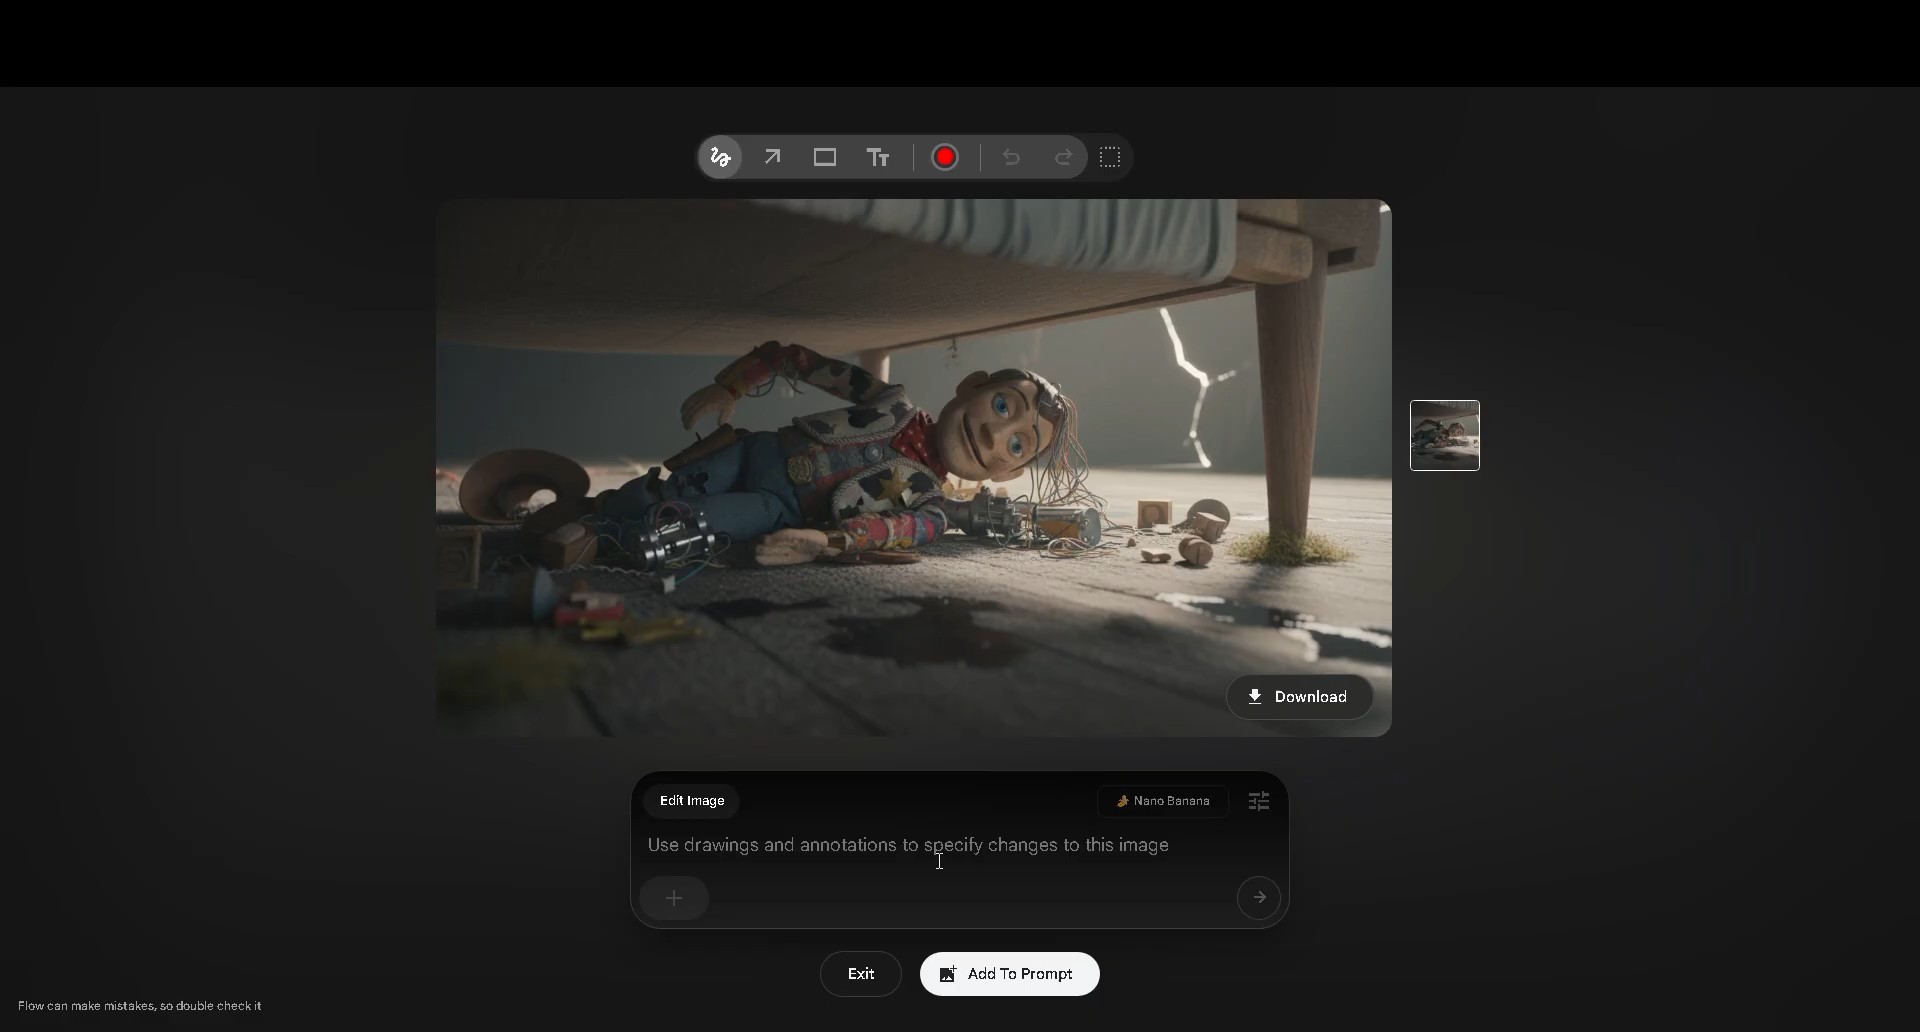 Tт
Download
Edit Image
Nano Banana
Use drawings and annotations to specify changes to this image
Exit
Add To Prompt
Flow can make mistakes, so double check it